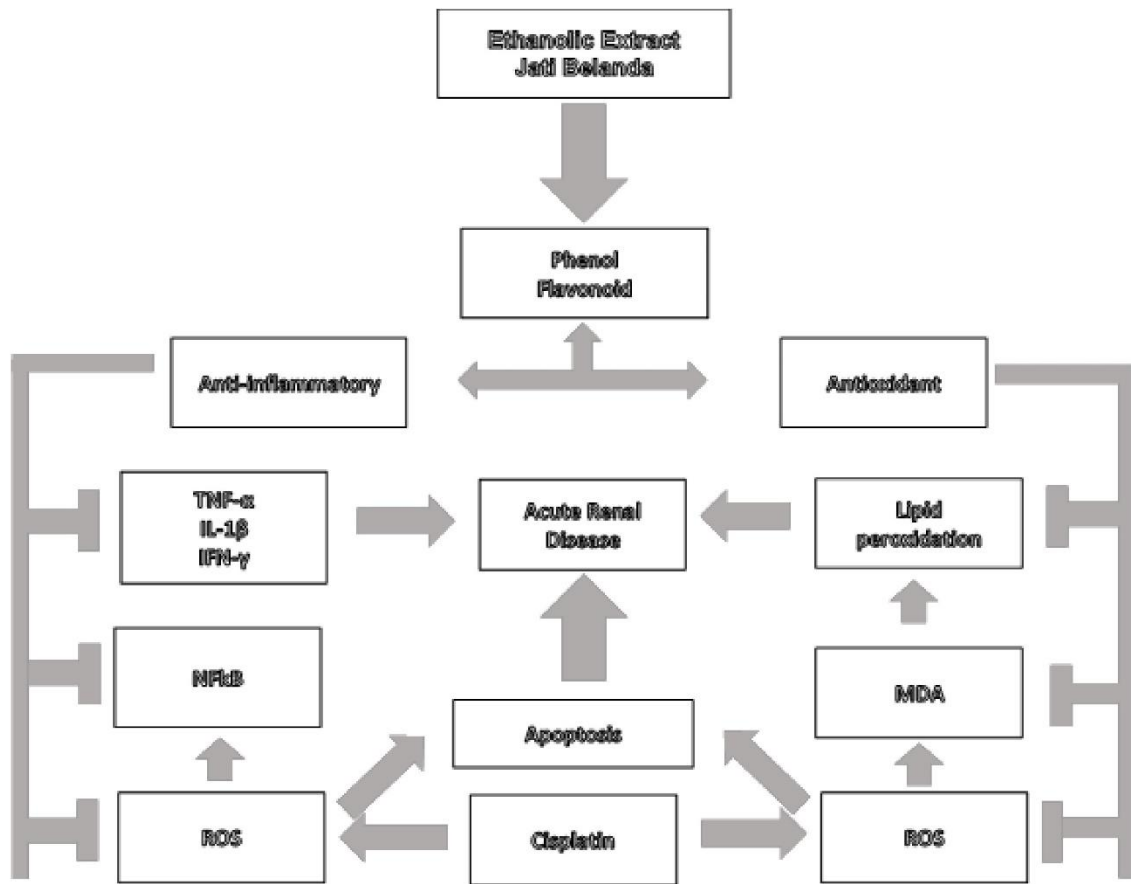 Ethanolic Extract
Jati Belanda
Phenol
Flavonoid
Anti-inflammatory
Antioxidant
TNF-α
IL-1β
IFN-γ
Acute Renal
Disease
Lipid
peroxidation
NFkB
MDA
Apoptosis
ROS
Cisplatin
ROS